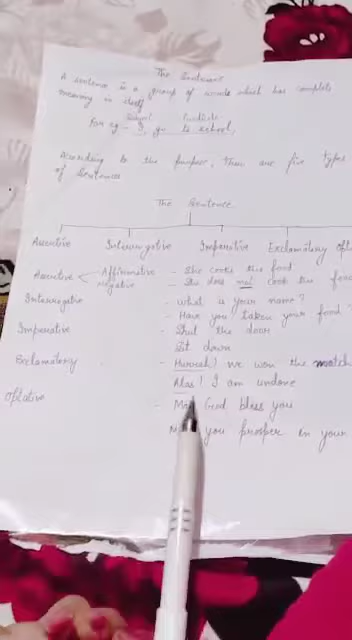 The Sentence
A sentence is a group of words which has complete
meaning in itself
Subject Predicate
For eg - I go to school.
According to the purpose, There are five types
of Sentences
The Sentence
Assertive Interrogative Imperative Exclamatory Opt
Assertive Affirmative - She cooks the food
Negative - She does not cook the food
Interrogative - What is your name?
- Have you taken your food?
Imperative - Shut the door
Sit down
Exclamatory - Hurrah! We won the match
Alas! I am undone
Optative - May God bless you
you prosper in your